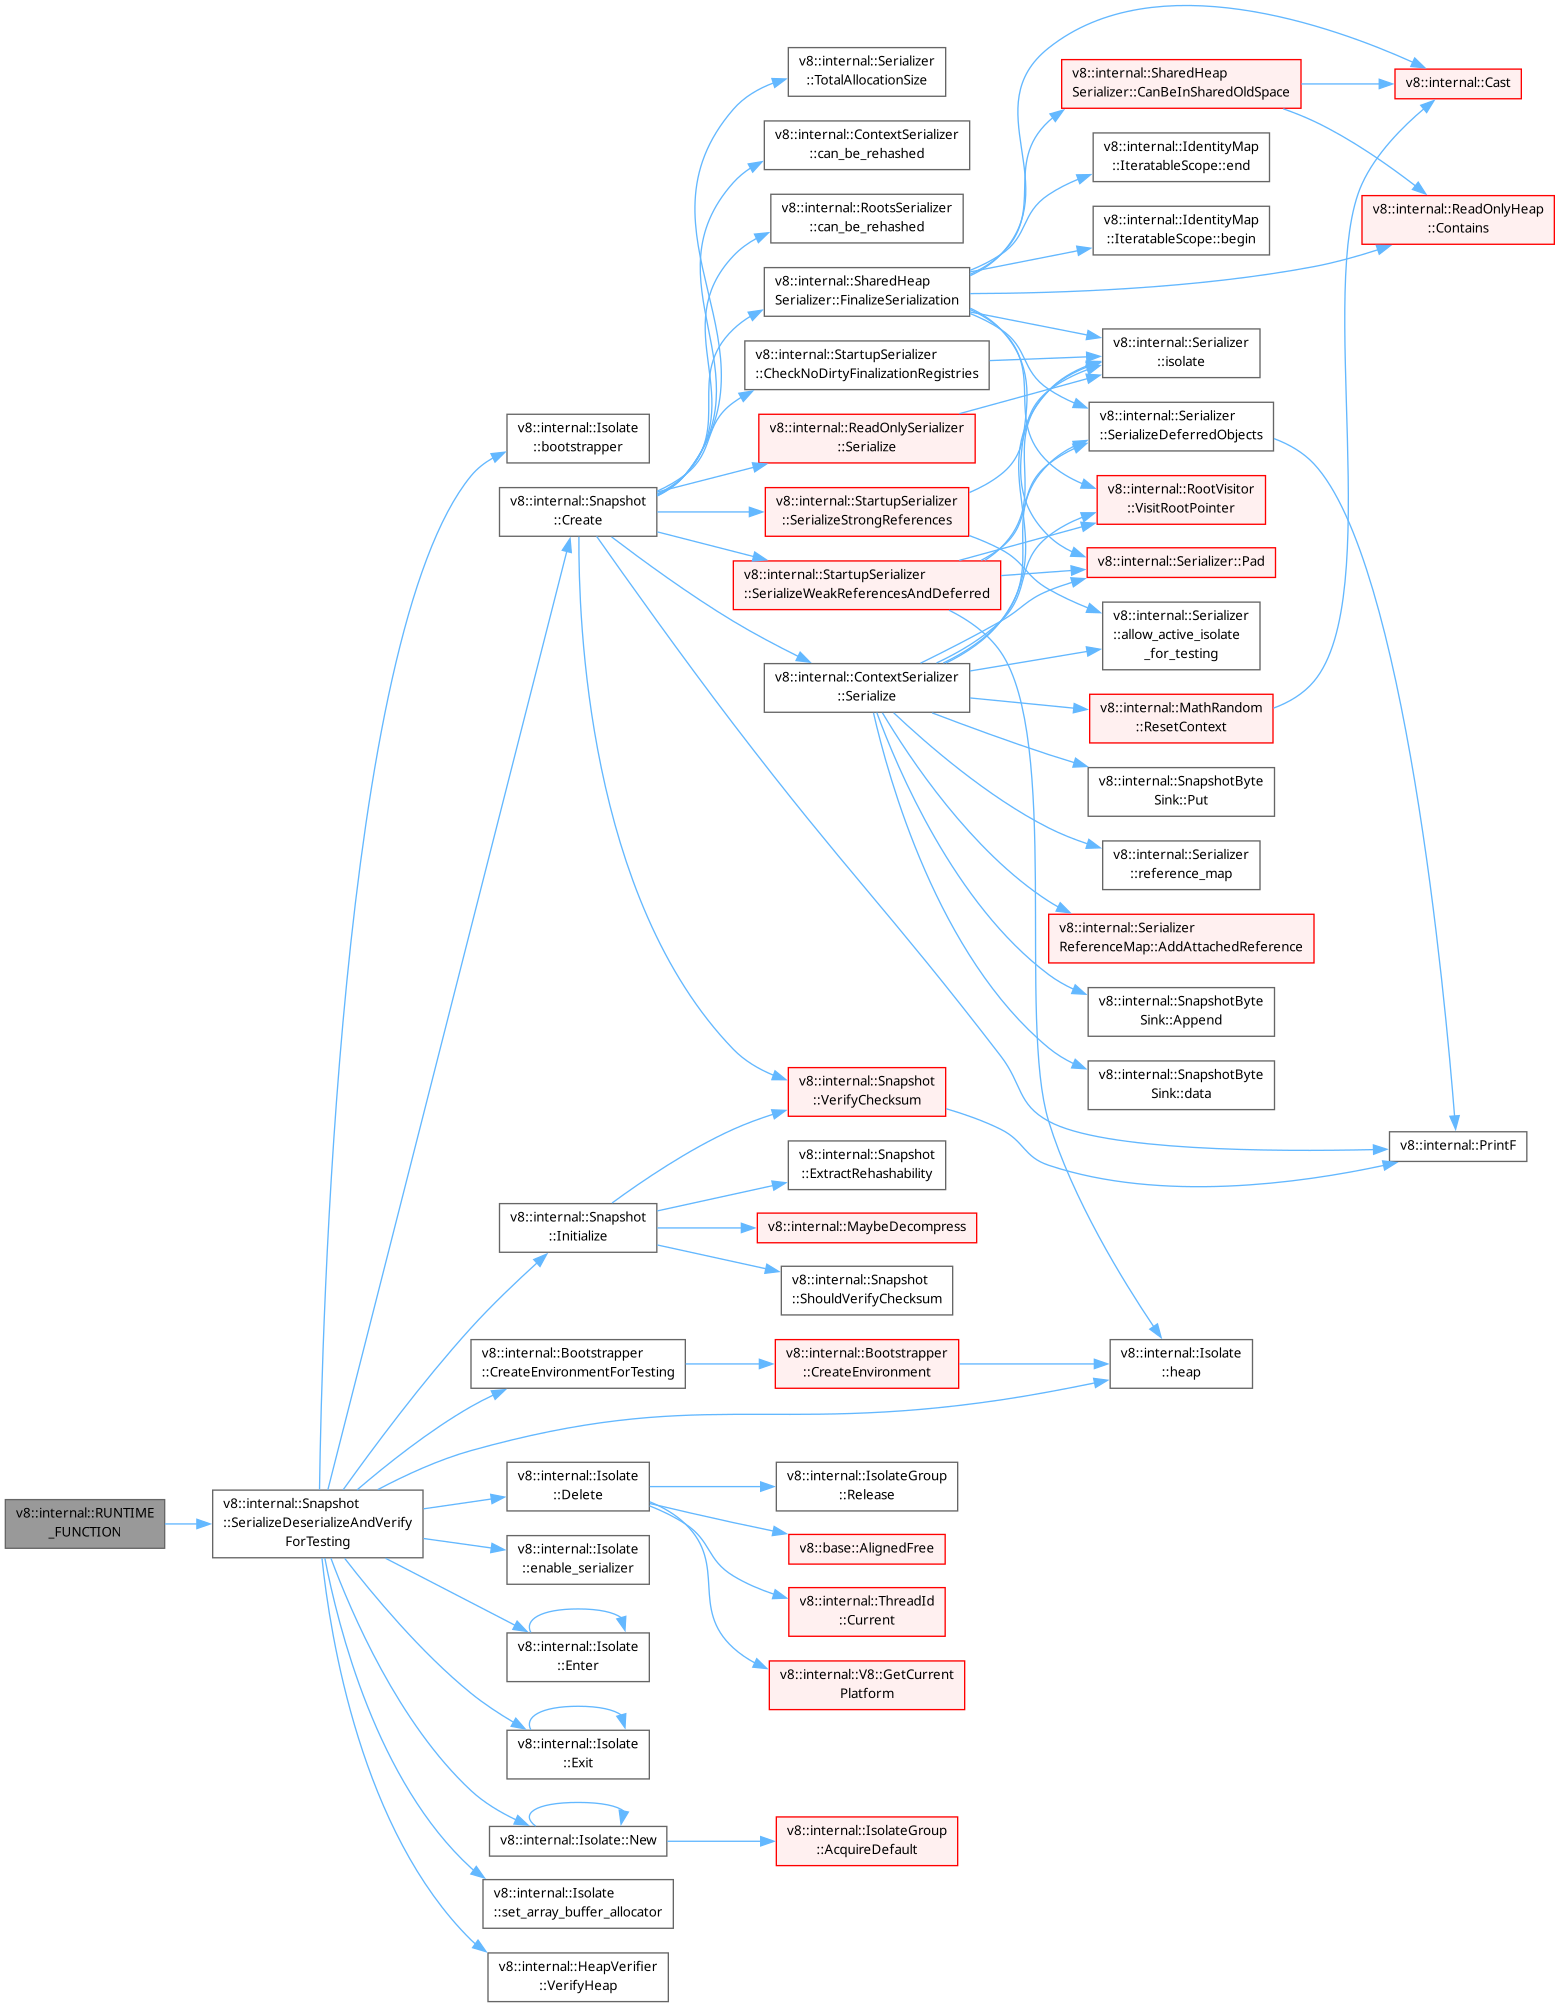 v8::internal::RUNTIME
_FUNCTION
v8::internal::Snapshot
::SerializeDeserializeAndVerify
ForTesting
v8::internal::Isolate
::bootstrapper
v8::internal::Snapshot
::Create
v8::internal::Snapshot
::Initialize
v8::internal::Bootstrapper
::CreateEnvironmentForTesting
v8::internal::Isolate
::Delete
v8::internal::Isolate
::enable_serializer
v8::internal::Isolate
::Enter
v8::internal::Isolate
::Exit
v8::internal::Isolate::New
v8::internal::Isolate
::set_array_buffer_allocator
v8::internal::HeapVerifier
::VerifyHeap
v8::internal::Serializer
::TotalAllocationSize
v8::internal::ContextSerializer
::can_be_rehashed
v8::internal::RootsSerializer
::can_be_rehashed
v8::internal::SharedHeap
Serializer::FinalizeSerialization
v8::internal::StartupSerializer
::CheckNoDirtyFinalizationRegistries
v8::internal::ReadOnlySerializer
::Serialize
v8::internal::StartupSerializer
::SerializeStrongReferences
v8::internal::StartupSerializer
::SerializeWeakReferencesAndDeferred
v8::internal::ContextSerializer
::Serialize
v8::internal::Snapshot
::VerifyChecksum
v8::internal::Snapshot
::ExtractRehashability
v8::internal::MaybeDecompress
v8::internal::Snapshot
::ShouldVerifyChecksum
v8::internal::Bootstrapper
::CreateEnvironment
v8::internal::IsolateGroup
::Release
v8::base::AlignedFree
v8::internal::ThreadId
::Current
v8::internal::V8::GetCurrent
Platform
v8::internal::IsolateGroup
::AcquireDefault
v8::internal::SharedHeap
Serializer::CanBeInSharedOldSpace
v8::internal::IdentityMap
::IteratableScope::end
v8::internal::IdentityMap
::IteratableScope::begin
v8::internal::Serializer
::isolate
v8::internal::Serializer
::SerializeDeferredObjects
v8::internal::RootVisitor
::VisitRootPointer
v8::internal::Serializer::Pad
v8::internal::Serializer
::allow_active_isolate
_for_testing
v8::internal::MathRandom
::ResetContext
v8::internal::SnapshotByte
Sink::Put
v8::internal::Serializer
::reference_map
v8::internal::Serializer
ReferenceMap::AddAttachedReference
v8::internal::SnapshotByte
Sink::Append
v8::internal::SnapshotByte
Sink::data
v8::internal::Isolate
::heap
v8::internal::Cast
v8::internal::ReadOnlyHeap
::Contains
v8::internal::PrintF